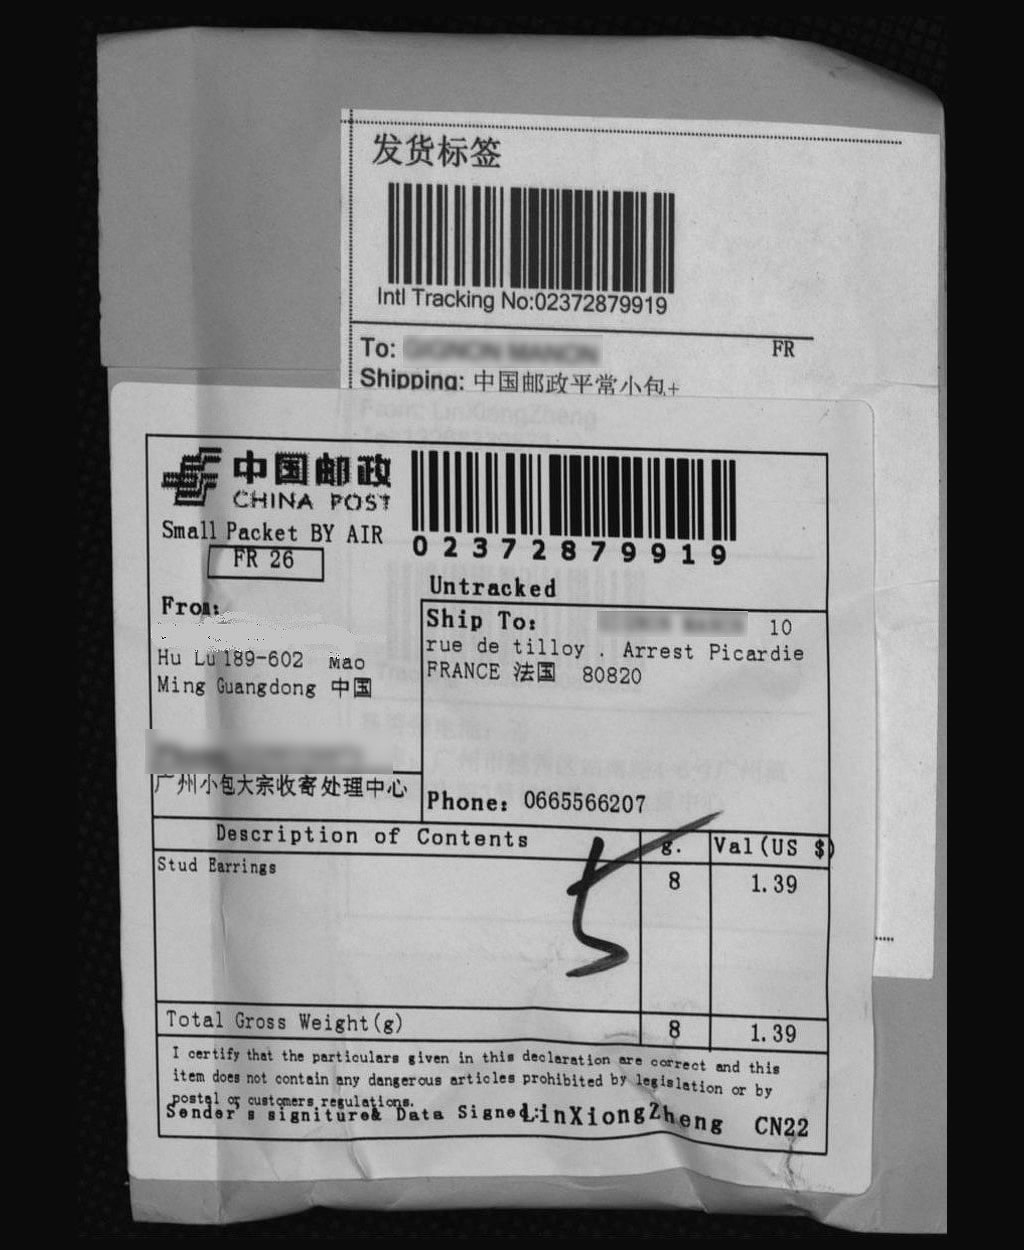 发货标签
Intl Tracking No:02372879919
To:
FR
Shipping: 中国邮政平常小包+
From: LinXiongZheng
中国邮政
CHINA POST
Small Packet BY AIR
FR 26
02372879919
Untracked
From:
Hu Lu 189-602 Mao
Ming Guangdong 中国
广州小包大宗收寄处理中心
Ship To: 10
rue de tilloy . Arrest Picardie
FRANCE 法国 80820
Phone: 0665566207
Description of Contents g. Val(US $)
Stud Earrings 8 1.39
5
Total Gross Weight(g) 8 1.39
I certify that the particulars given in this declaration are correct and this
item does not contain any dangerous articles prohibited by legislation or by
postal or customers regulations.
Sender's signiture& Data Signed:LinXiongZheng CN22